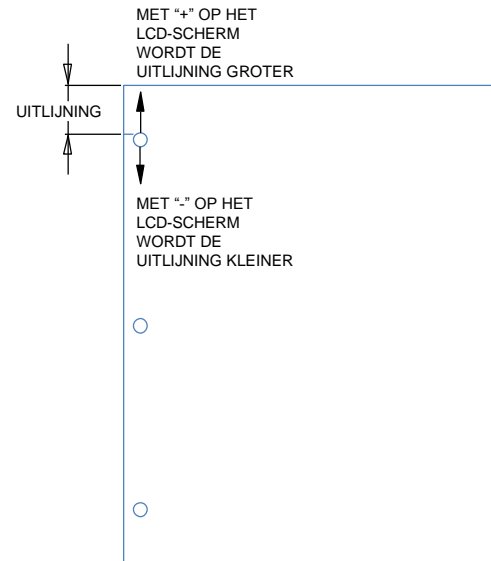 MET “+” OP HET
LCD-SCHERM
WORDT DE
UITLIJNING GROTER
UITLIJNING
MET “-” OP HET
LCD-SCHERM
WORDT DE
UITLIJNING KLEINER